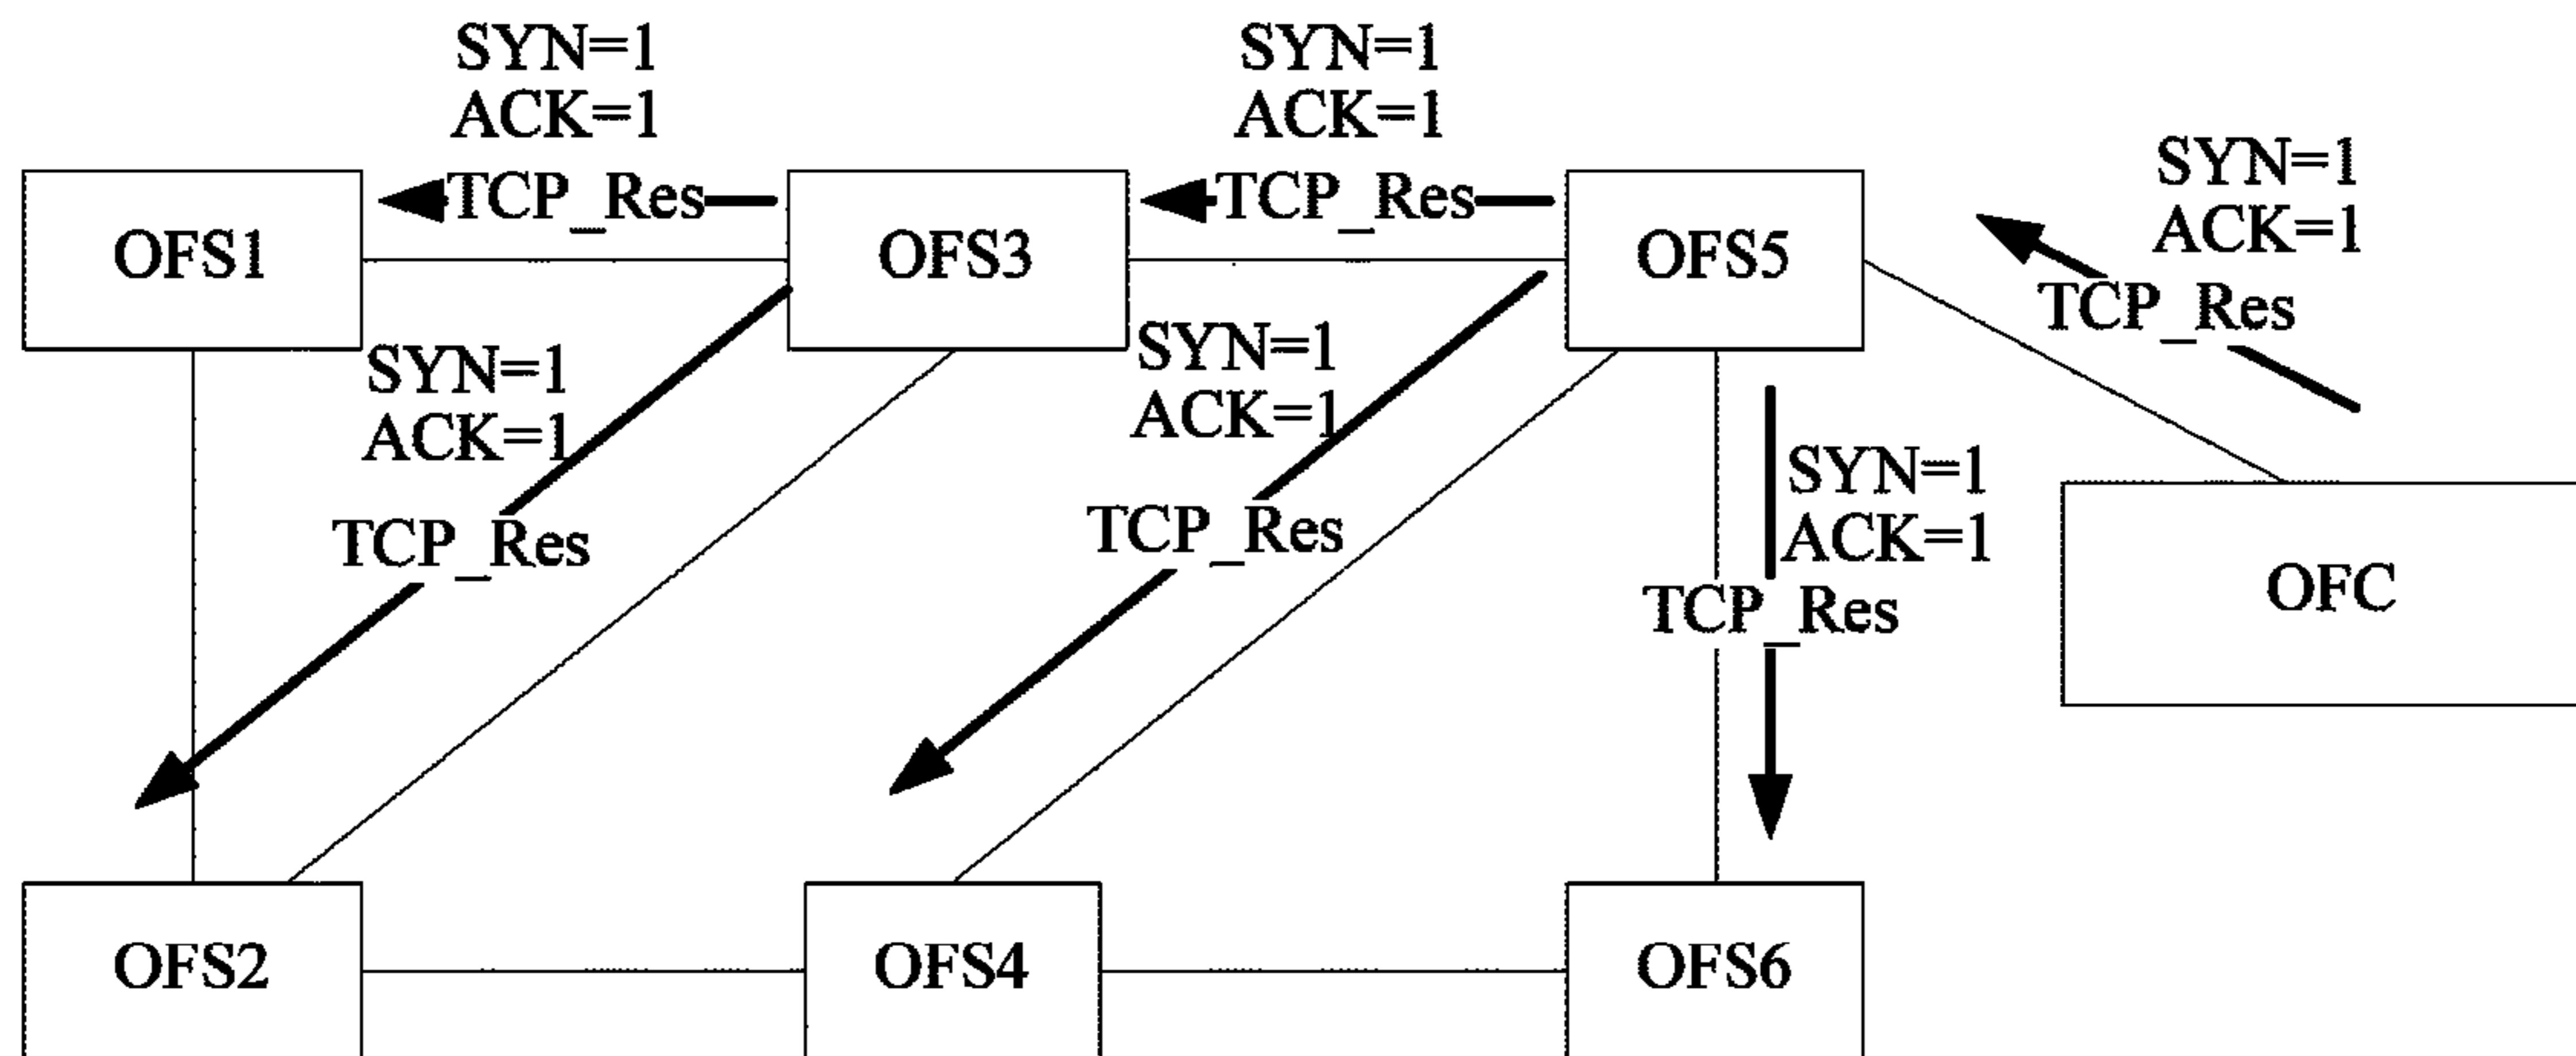 SYN=1
ACK=1
TCP_Res
SYN=1
ACK=1
TCP_Res
SYN=1
ACK=1
TCP_Res
OFS1
OFS3
OFS5
SYN=1
ACK=1
TCP_Res
SYN=1
ACK=1
TCP_Res
SYN=1
ACK=1
TCP_Res
OFC
OFS2
OFS4
OFS6